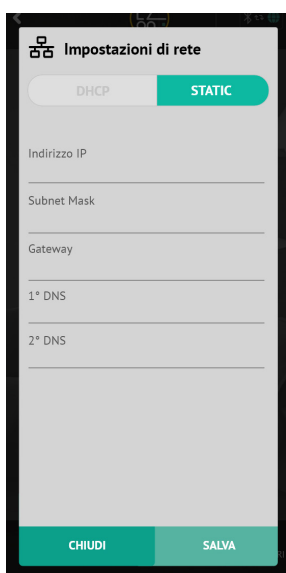 Impostazioni di rete
DHCP STATIC
Indirizzo IP
Subnet Mask
Gateway
1° DNS
2° DNS
CHIUDI SALVA